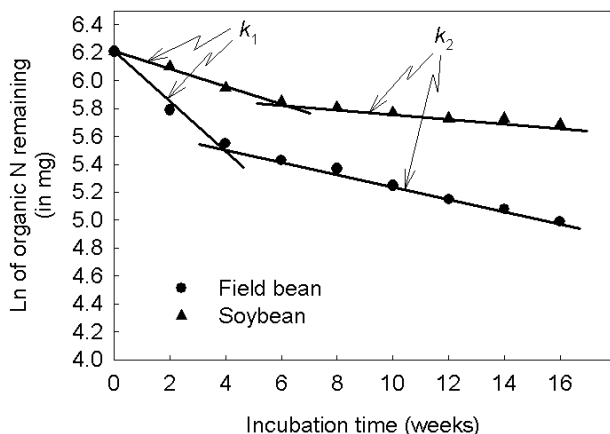 Ln of organic N remaining
(in mg)
6.4
6.2
6.0
5.8
5.6
5.4
5.2
5.0
4.8
4.6
4.4
4.2
4.0
k1
k2
Field bean
Soybean
0 2 4 6 8 10 12 14 16
Incubation time (weeks)